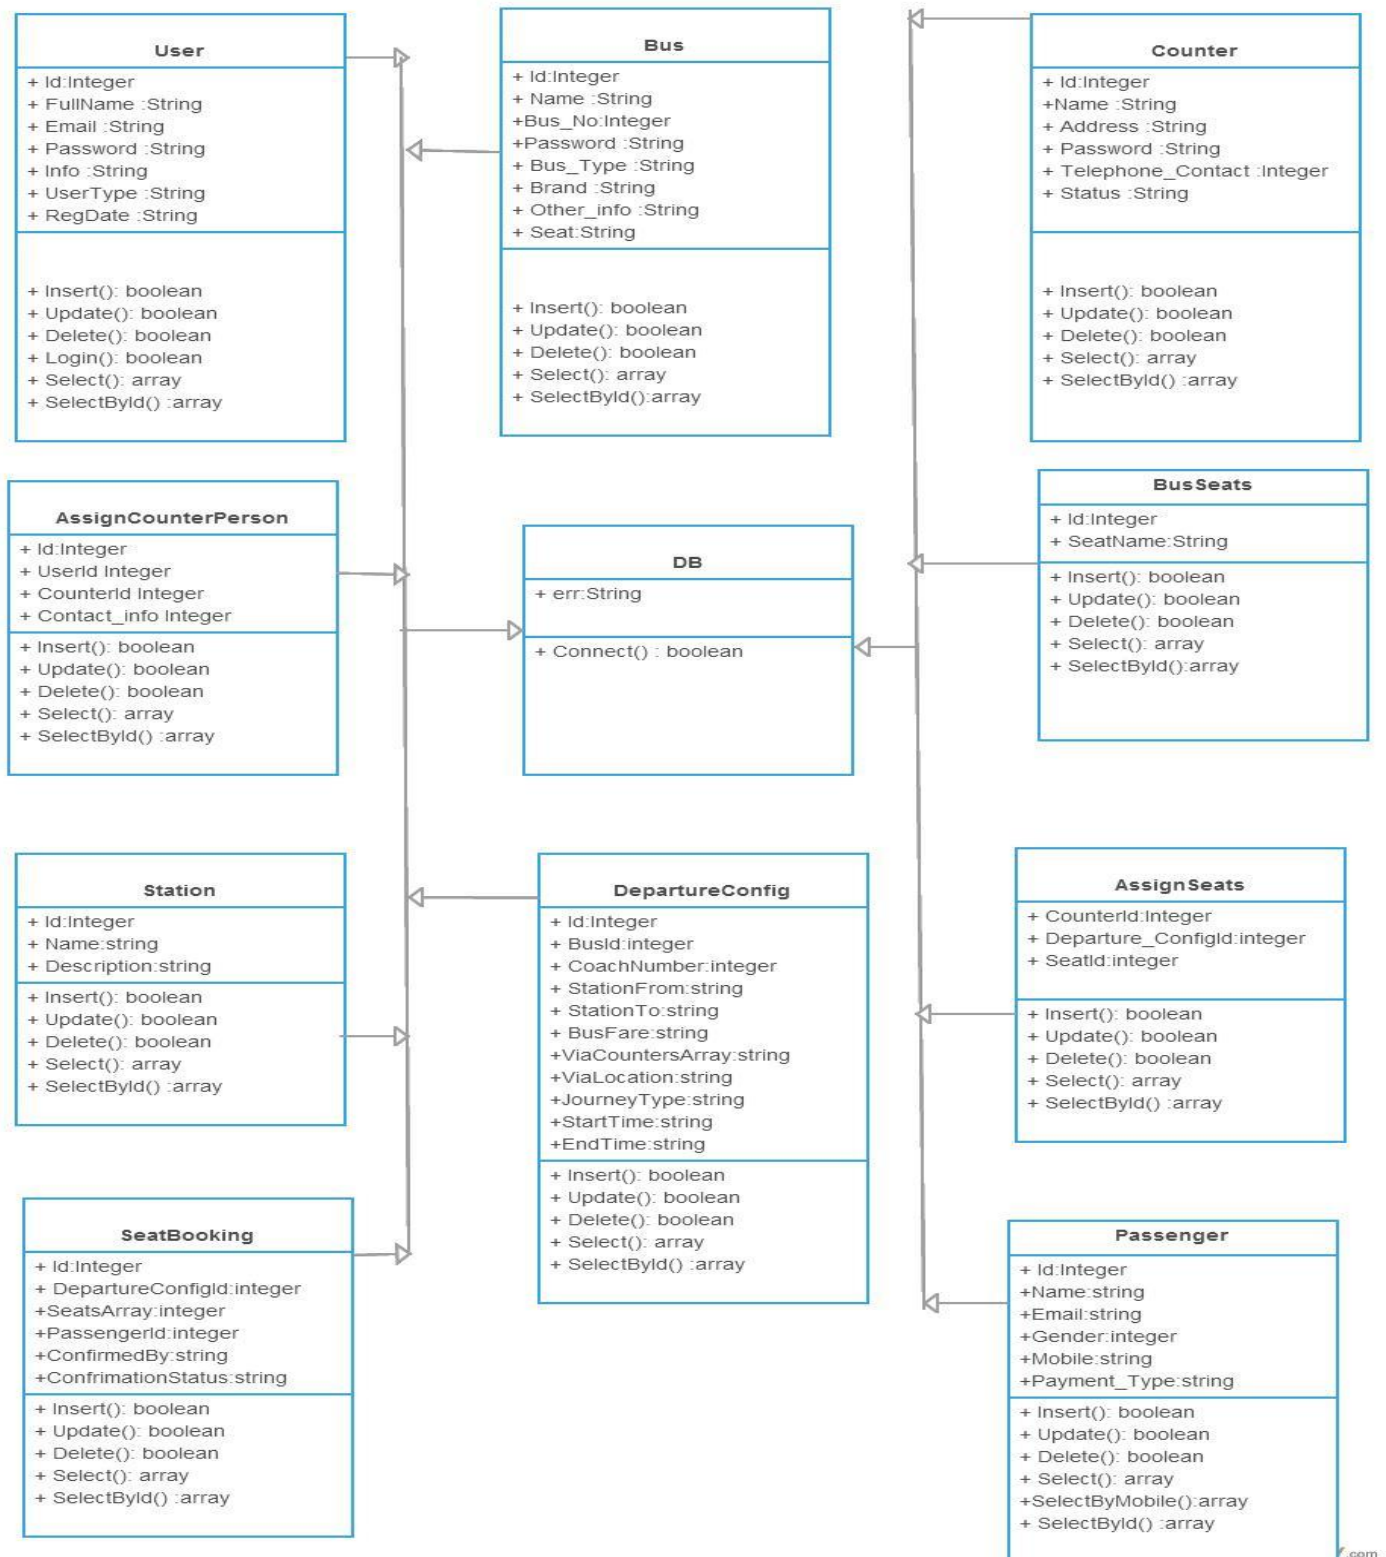 User
+ Id:Integer
+ FullName :String
+ Email :String
+ Password :String
+ Info :String
+ UserType :String
+ RegDate :String
+ Insert(): boolean
+ Update(): boolean
+ Delete(): boolean
+ Login(): boolean
+ Select(): array
+ SelectById() :array
Bus
+ Id:Integer
+ Name :String
+Bus_No:Integer
+Password :String
+ Bus_Type :String
+ Brand :String
+ Other_info :String
+ Seat:String
+ Insert(): boolean
+ Update(): boolean
+ Delete(): boolean
+ Select(): array
+ SelectById():array
Counter
+ Id:Integer
+Name :String
+ Address :String
+ Password :String
+ Telephone_Contact :Integer
+ Status :String
+ Insert(): boolean
+ Update(): boolean
+ Delete(): boolean
+ Select(): array
+ SelectById() :array
AssignCounterPerson
+ Id:Integer
+ UserId Integer
+ CounterId Integer
+ Contact_info Integer
+ Insert(): boolean
+ Update(): boolean
+ Delete(): boolean
+ Select(): array
+ SelectById() :array
DB
+ err:String
+ Connect() : boolean
BusSeats
+ Id:Integer
+ SeatName:String
+ Insert(): boolean
+ Update(): boolean
+ Delete(): boolean
+ Select(): array
+ SelectById():array
Station
+ Id:Integer
+ Name:string
+ Description:string
+ Insert(): boolean
+ Update(): boolean
+ Delete(): boolean
+ Select(): array
+ SelectById() :array
DepartureConfig
+ Id:Integer
+ BusId:integer
+ CoachNumber:integer
+ StationFrom:string
+ StationTo:string
+ BusFare:string
+ViaCountersArray:string
+ViaLocation:string
+JourneyType:string
+StartTime:string
+EndTime:string
+ Insert(): boolean
+ Update(): boolean
+ Delete(): boolean
+ Select(): array
+ SelectById() :array
AssignSeats
+ CounterId:Integer
+ Departure_ConfigId:integer
+ SeatId:integer
+ Insert(): boolean
+ Update(): boolean
+ Delete(): boolean
+ Select(): array
+ SelectById() :array
SeatBooking
+ Id:Integer
+ DepartureConfigId:integer
+SeatsArray:integer
+PassengerId:integer
+ConfirmedBy:string
+ConfrimationStatus:string
+ Insert(): boolean
+ Update(): boolean
+ Delete(): boolean
+ Select(): array
+ SelectById() :array
Passenger
+ Id:Integer
+Name:string
+Email:string
+Gender:integer
+Mobile:string
+Payment_Type:string
+ Insert(): boolean
+ Update(): boolean
+ Delete(): boolean
+ Select(): array
+SelectByMobile():array
+ SelectById() :array
.com